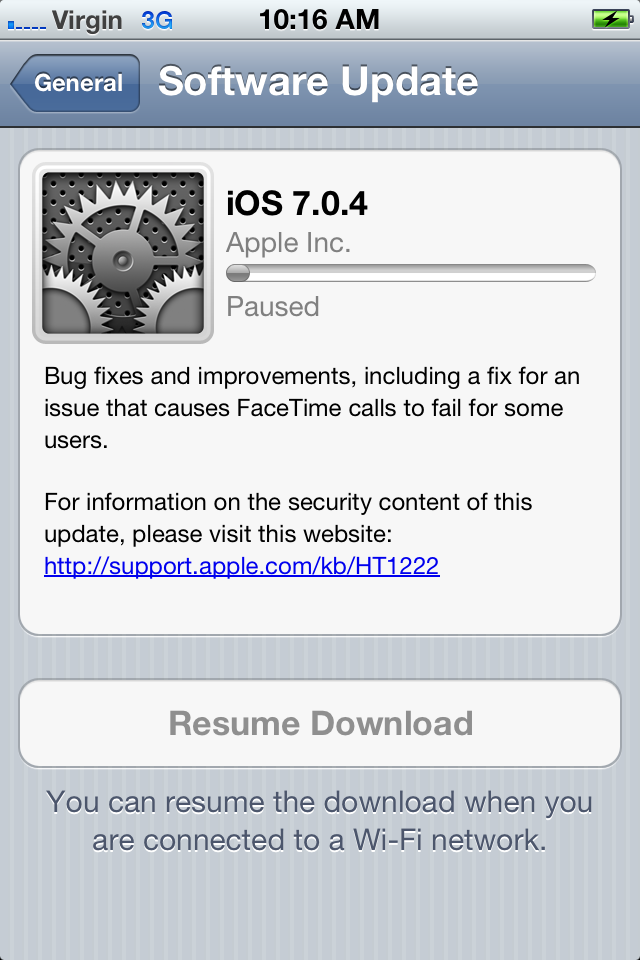 Virgin 3G 10:16 AM
General Software Update
iOS 7.0.4
Apple Inc.
Paused
Bug fixes and improvements, including a fix for an
issue that causes FaceTime calls to fail for some
users.
For information on the security content of this
update, please visit this website:
http://support.apple.com/kb/HT1222
Resume Download
You can resume the download when you
are connected to a Wi-Fi network.